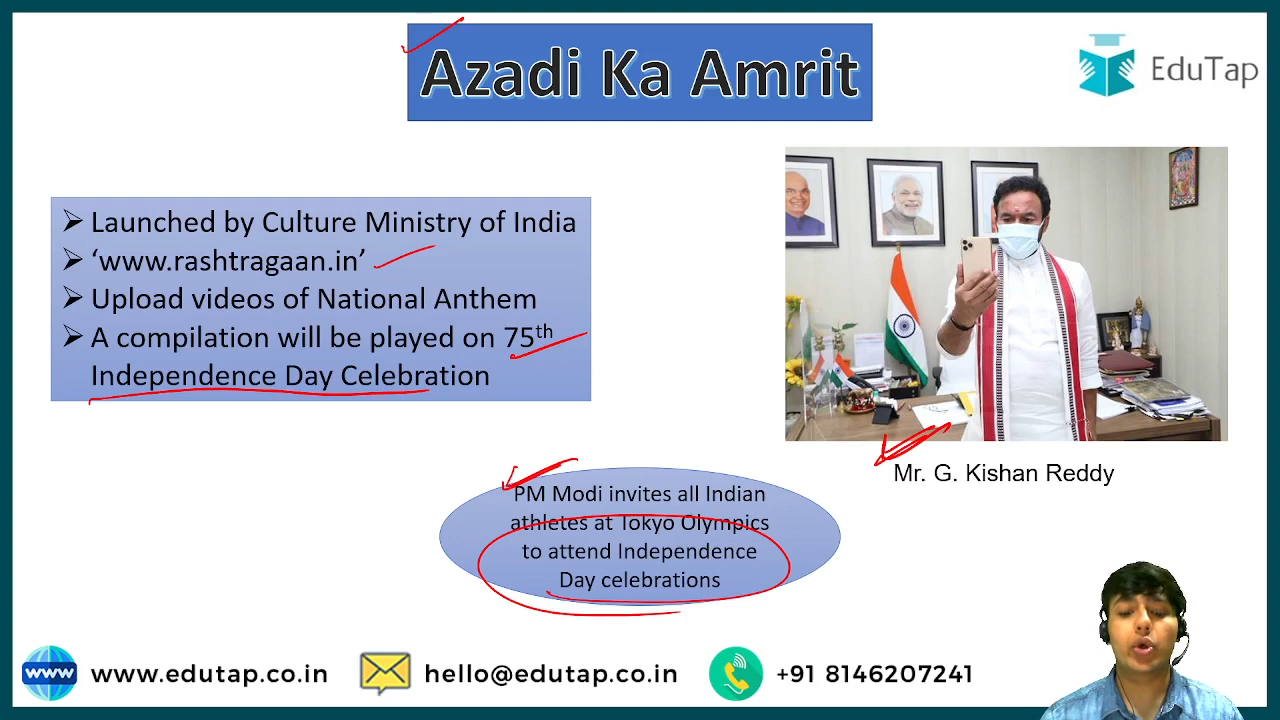 Azadi Ka Amrit
EduTap
Launched by Culture Ministry of India
‘www.rashtragaan.in’
Upload videos of National Anthem
A compilation will be played on 75th
Independence Day Celebration
Mr. G. Kishan Reddy
PM Modi invites all Indian
athletes at Tokyo Olympics
to attend Independence
Day celebrations
www
www.edutap.co.in
hello@edutap.co.in
+91 8146207241